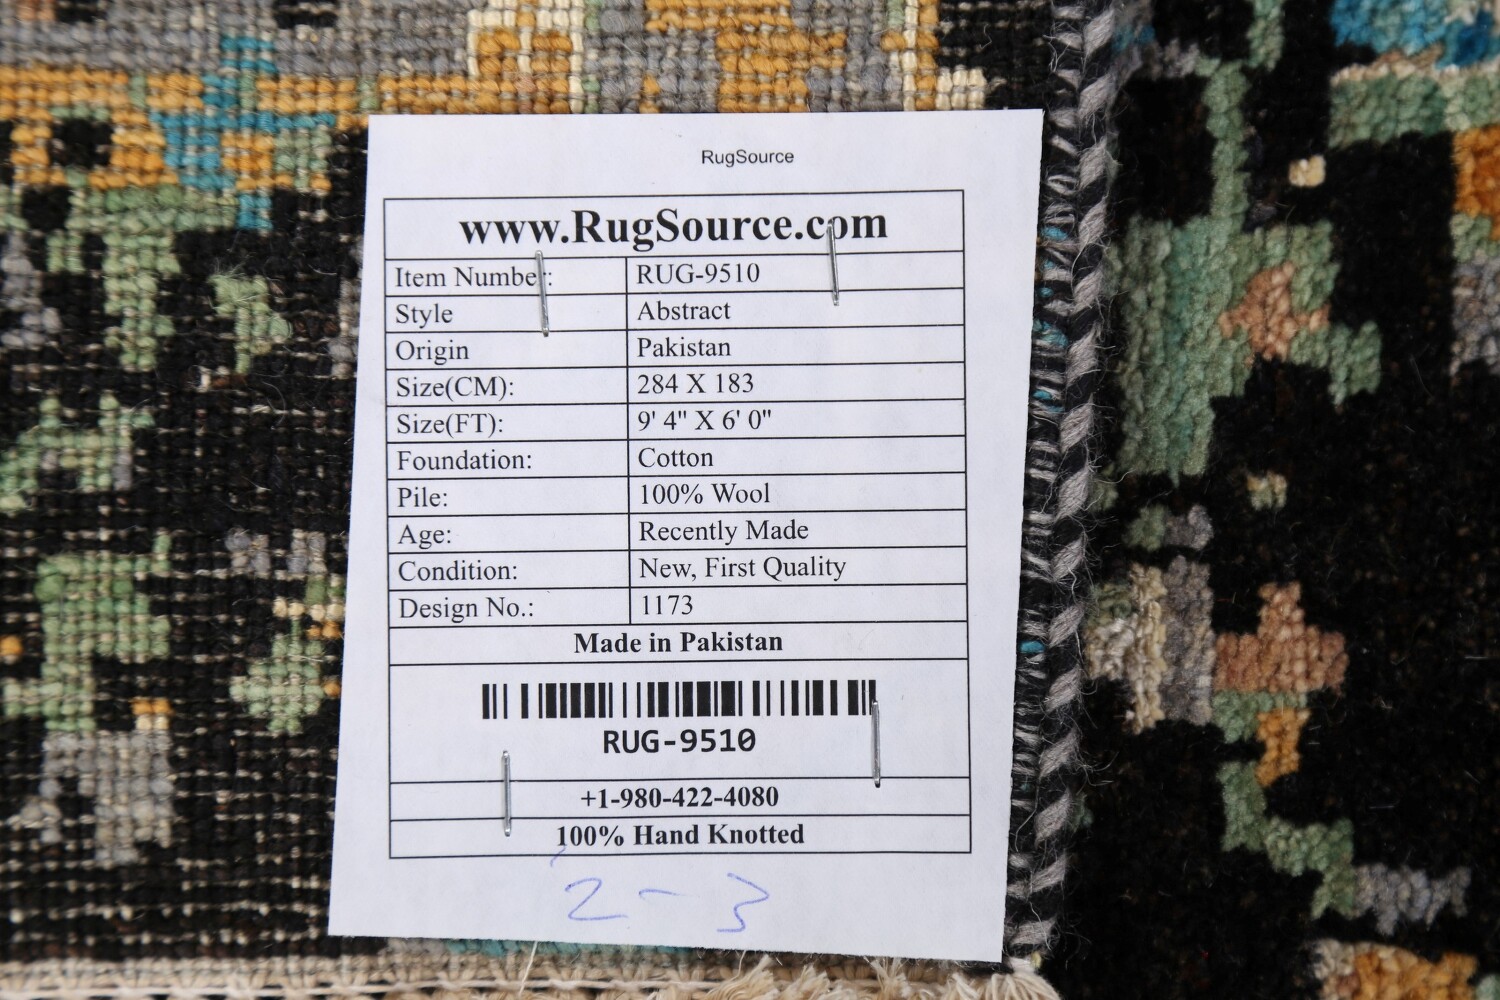 RugSource
www.RugSource.com
Item Number: RUG-9510
Style Abstract
Origin Pakistan
Size(CM): 284 X 183
Size(FT): 9' 4" X 6' 0"
Foundation: Cotton
Pile: 100% Wool
Age: Recently Made
Condition: New, First Quality
Design No.: 1173
Made in Pakistan
RUG-9510
+1-980-422-4080
100% Hand Knotted
2-3